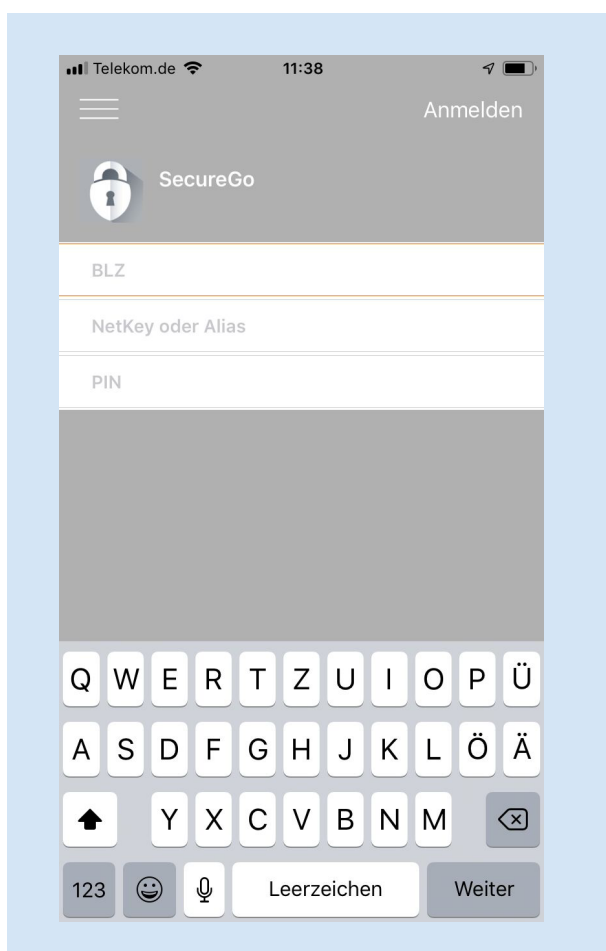 Telekom.de 11:38
Anmelden
SecureGo
BLZ
NetKey oder Alias
PIN
Q W E R T Z U I O P Ü
A S D F G H J K L Ö Ä
Y X C V B N M
123 Leerzeichen Weiter